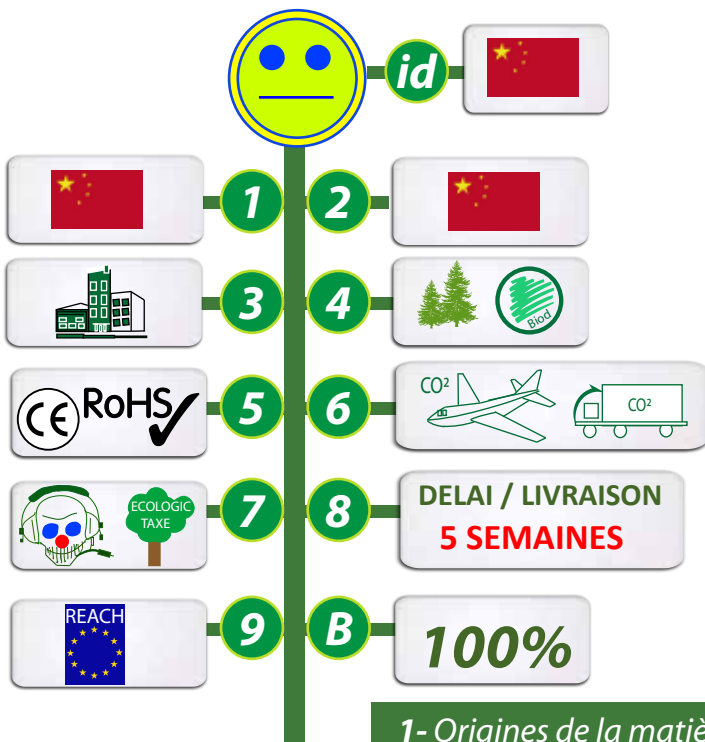 id
1
2
3
4
Biod
CE RoHS
5
6
CO²
CO²
ECOLOGIC
TAXE
7
8
DELAI / LIVRAISON
5 SEMAINES
REACH
9
B
100%
1- Origines de la matiè